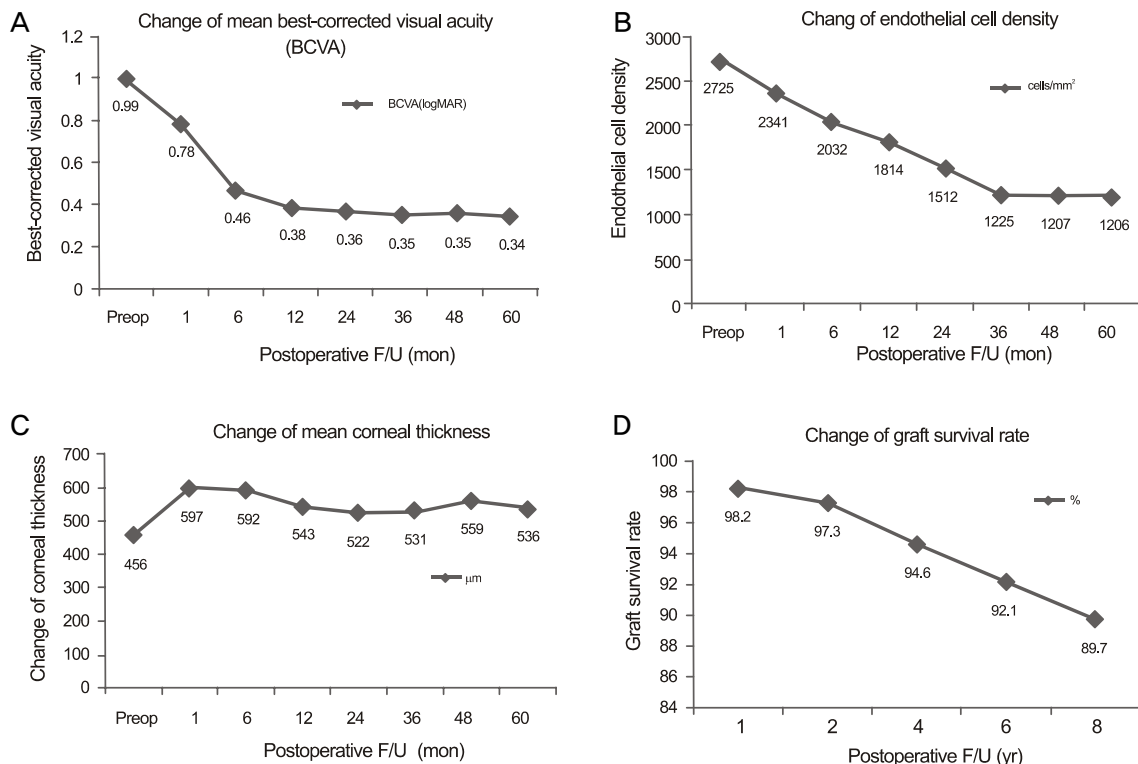 A
Change of mean best-corrected visual acuity
(BCVA)
Best-corrected visual acuity
1.2
1
0.8
0.6
0.4
0.2
0
BCVA(logMAR)
0.99
0.78
0.46
0.38
0.36
0.35
0.35
0.34
Preop 1 6 12 24 36 48 60
Postoperative F/U (mon)
B
Chang of endothelial cell density
Endothelial cell density
3000
2500
2000
1500
1000
500
0
cells/mm²
2725
2341
2032
1814
1512
1225
1207
1206
Preop 1 6 12 24 36 48 60
Postoperative F/U (mon)
C
Change of mean corneal thickness
Change of corneal thickness
700
600
500
400
300
200
100
0
456
597
592
543
522
531
559
536
μm
Preop 1 6 12 24 36 48 60
Postoperative F/U (mon)
D
Change of graft survival rate
Graft survival rate
100
98
96
94
92
90
88
86
84
%
98.2
97.3
94.6
92.1
89.7
1 2 4 6 8
Postoperative F/U (yr)